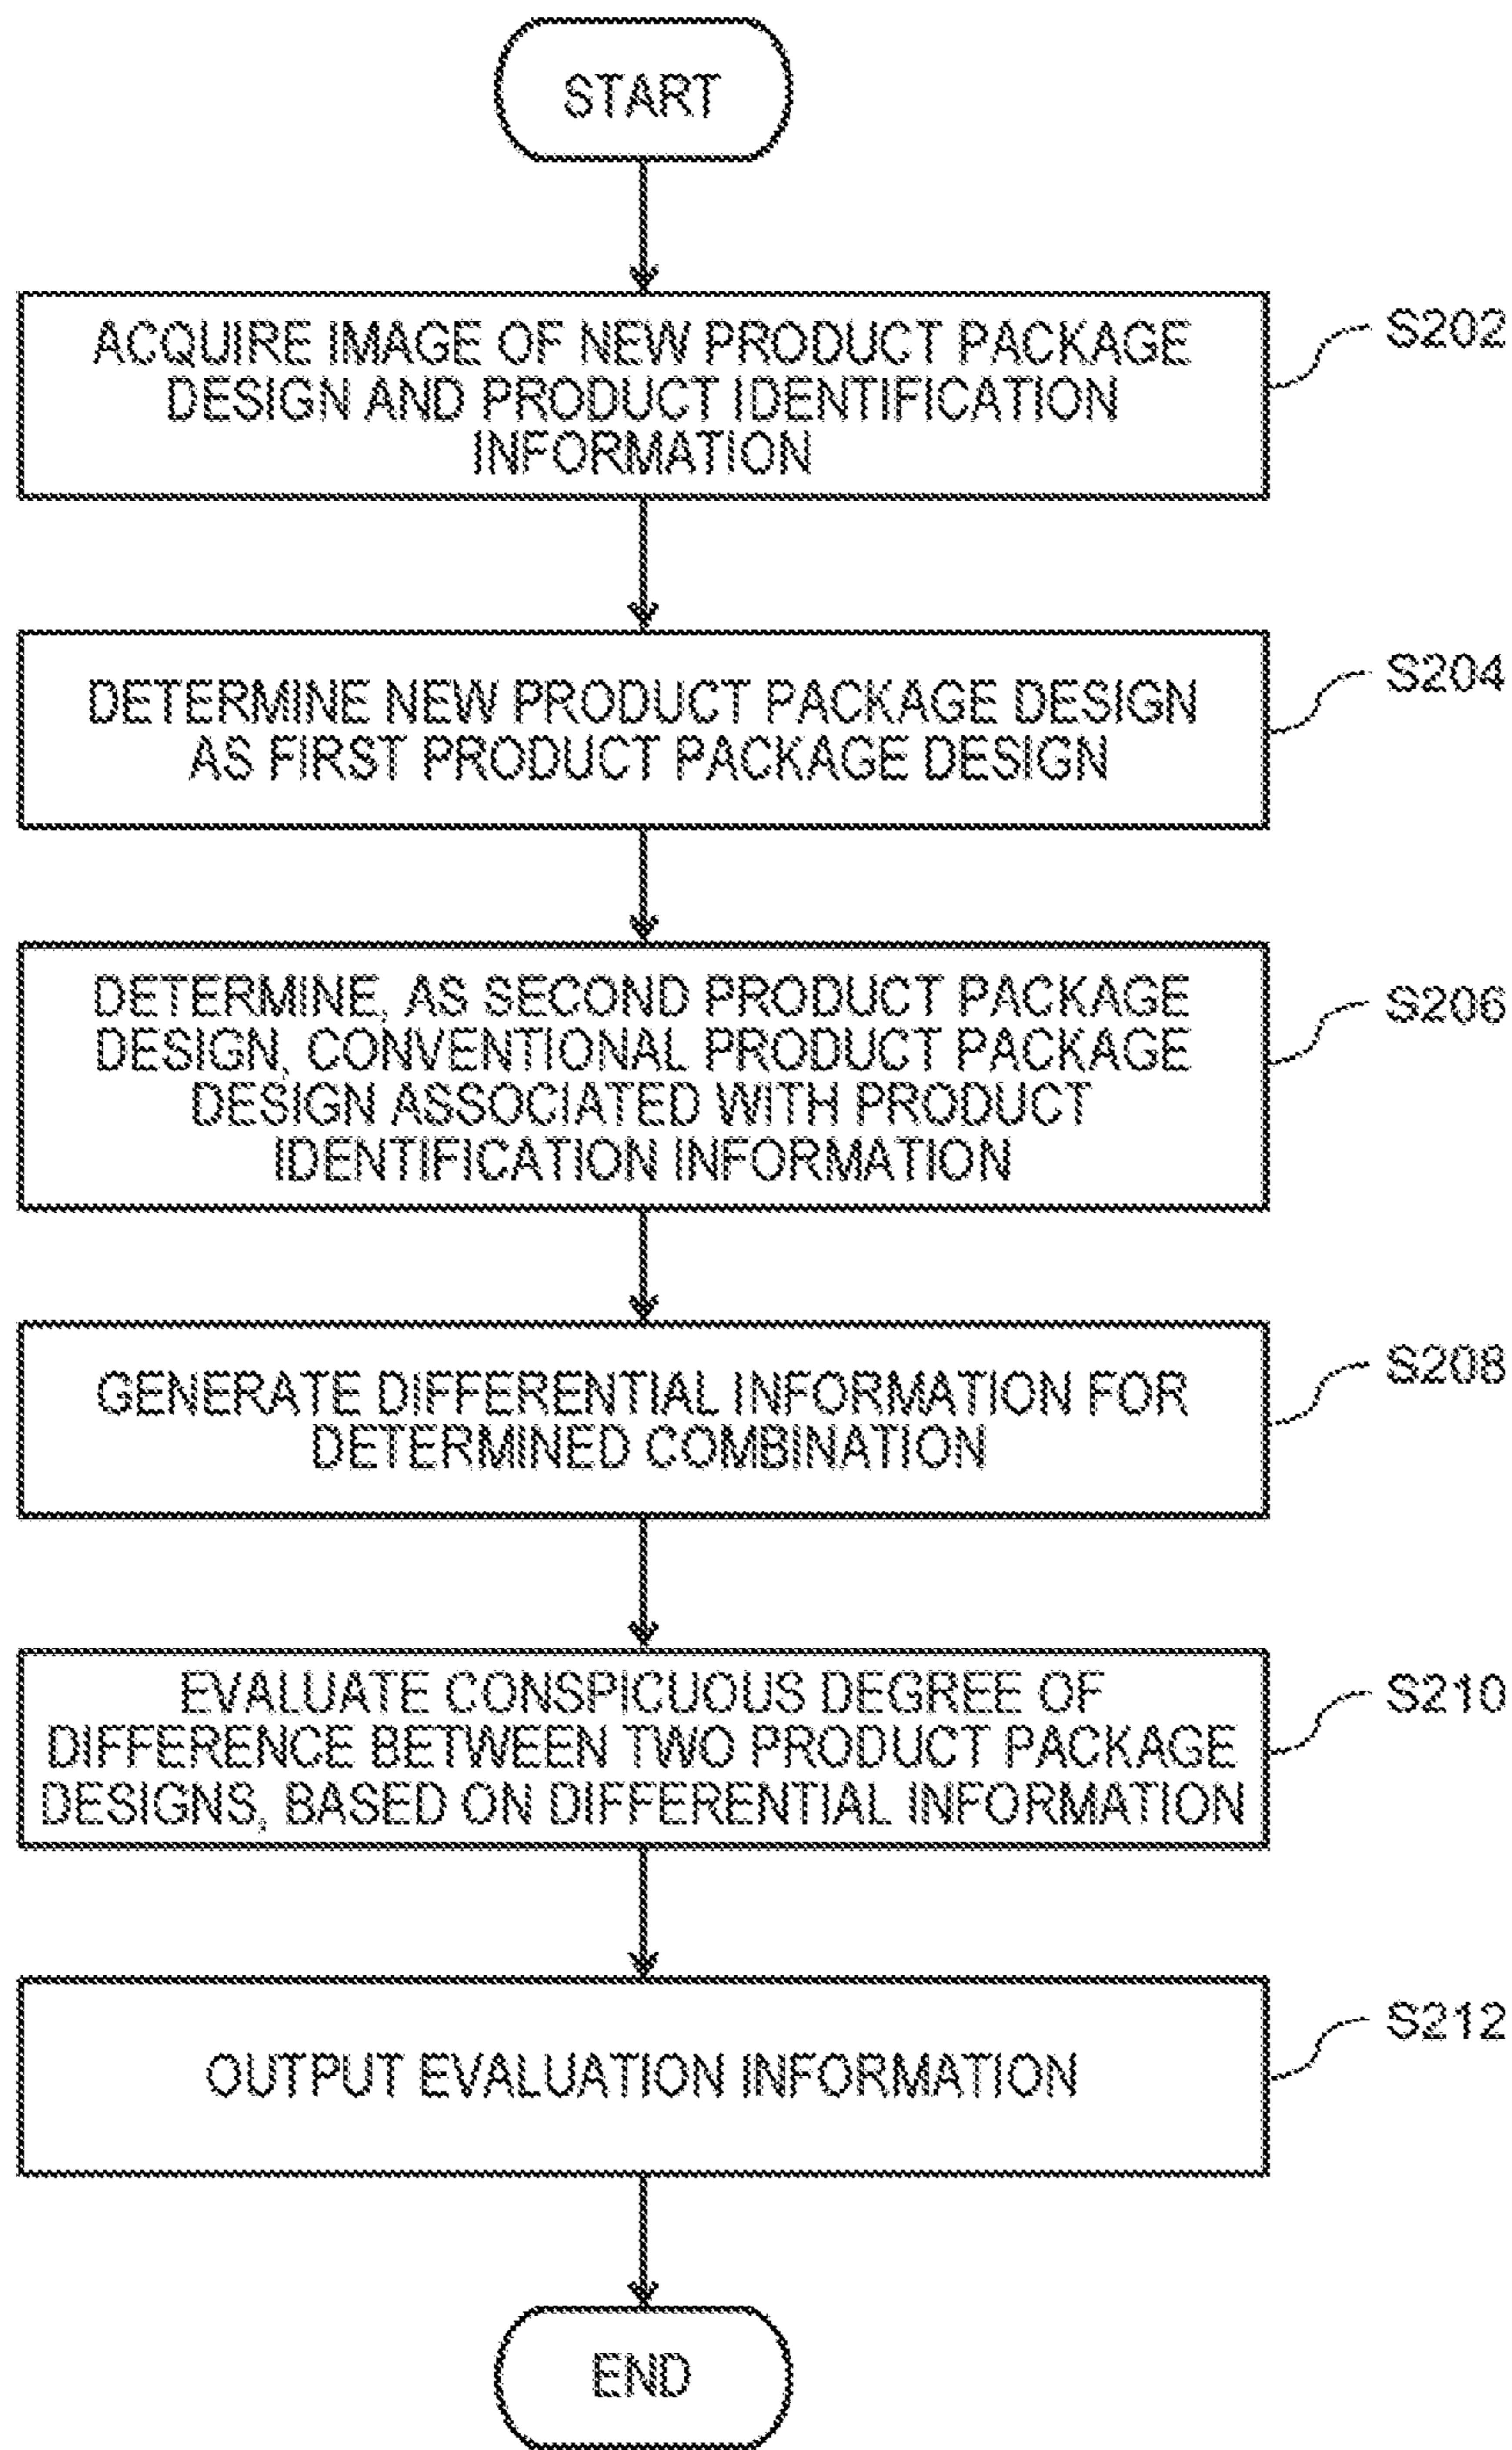 START
ACQUIRE IMAGE OF NEW PRODUCT PACKAGE
DESIGN AND PRODUCT IDENTIFICATION
INFORMATION
S202
DETERMINE NEW PRODUCT PACKAGE DESIGN
AS FIRST PRODUCT PACKAGE DESIGN
S204
DETERMINE, AS SECOND PRODUCT PACKAGE
DESIGN, CONVENTIONAL PRODUCT PACKAGE
DESIGN ASSOCIATED WITH PRODUCT
IDENTIFICATION INFORMATION
S206
GENERATE DIFFERENTIAL INFORMATION FOR
DETERMINED COMBINATION
S208
EVALUATE CONSPICUOUS DEGREE OF
DIFFERENCE BETWEEN TWO PRODUCT PACKAGE
DESIGNS, BASED ON DIFFERENTIAL INFORMATION
S210
OUTPUT EVALUATION INFORMATION
S212
END